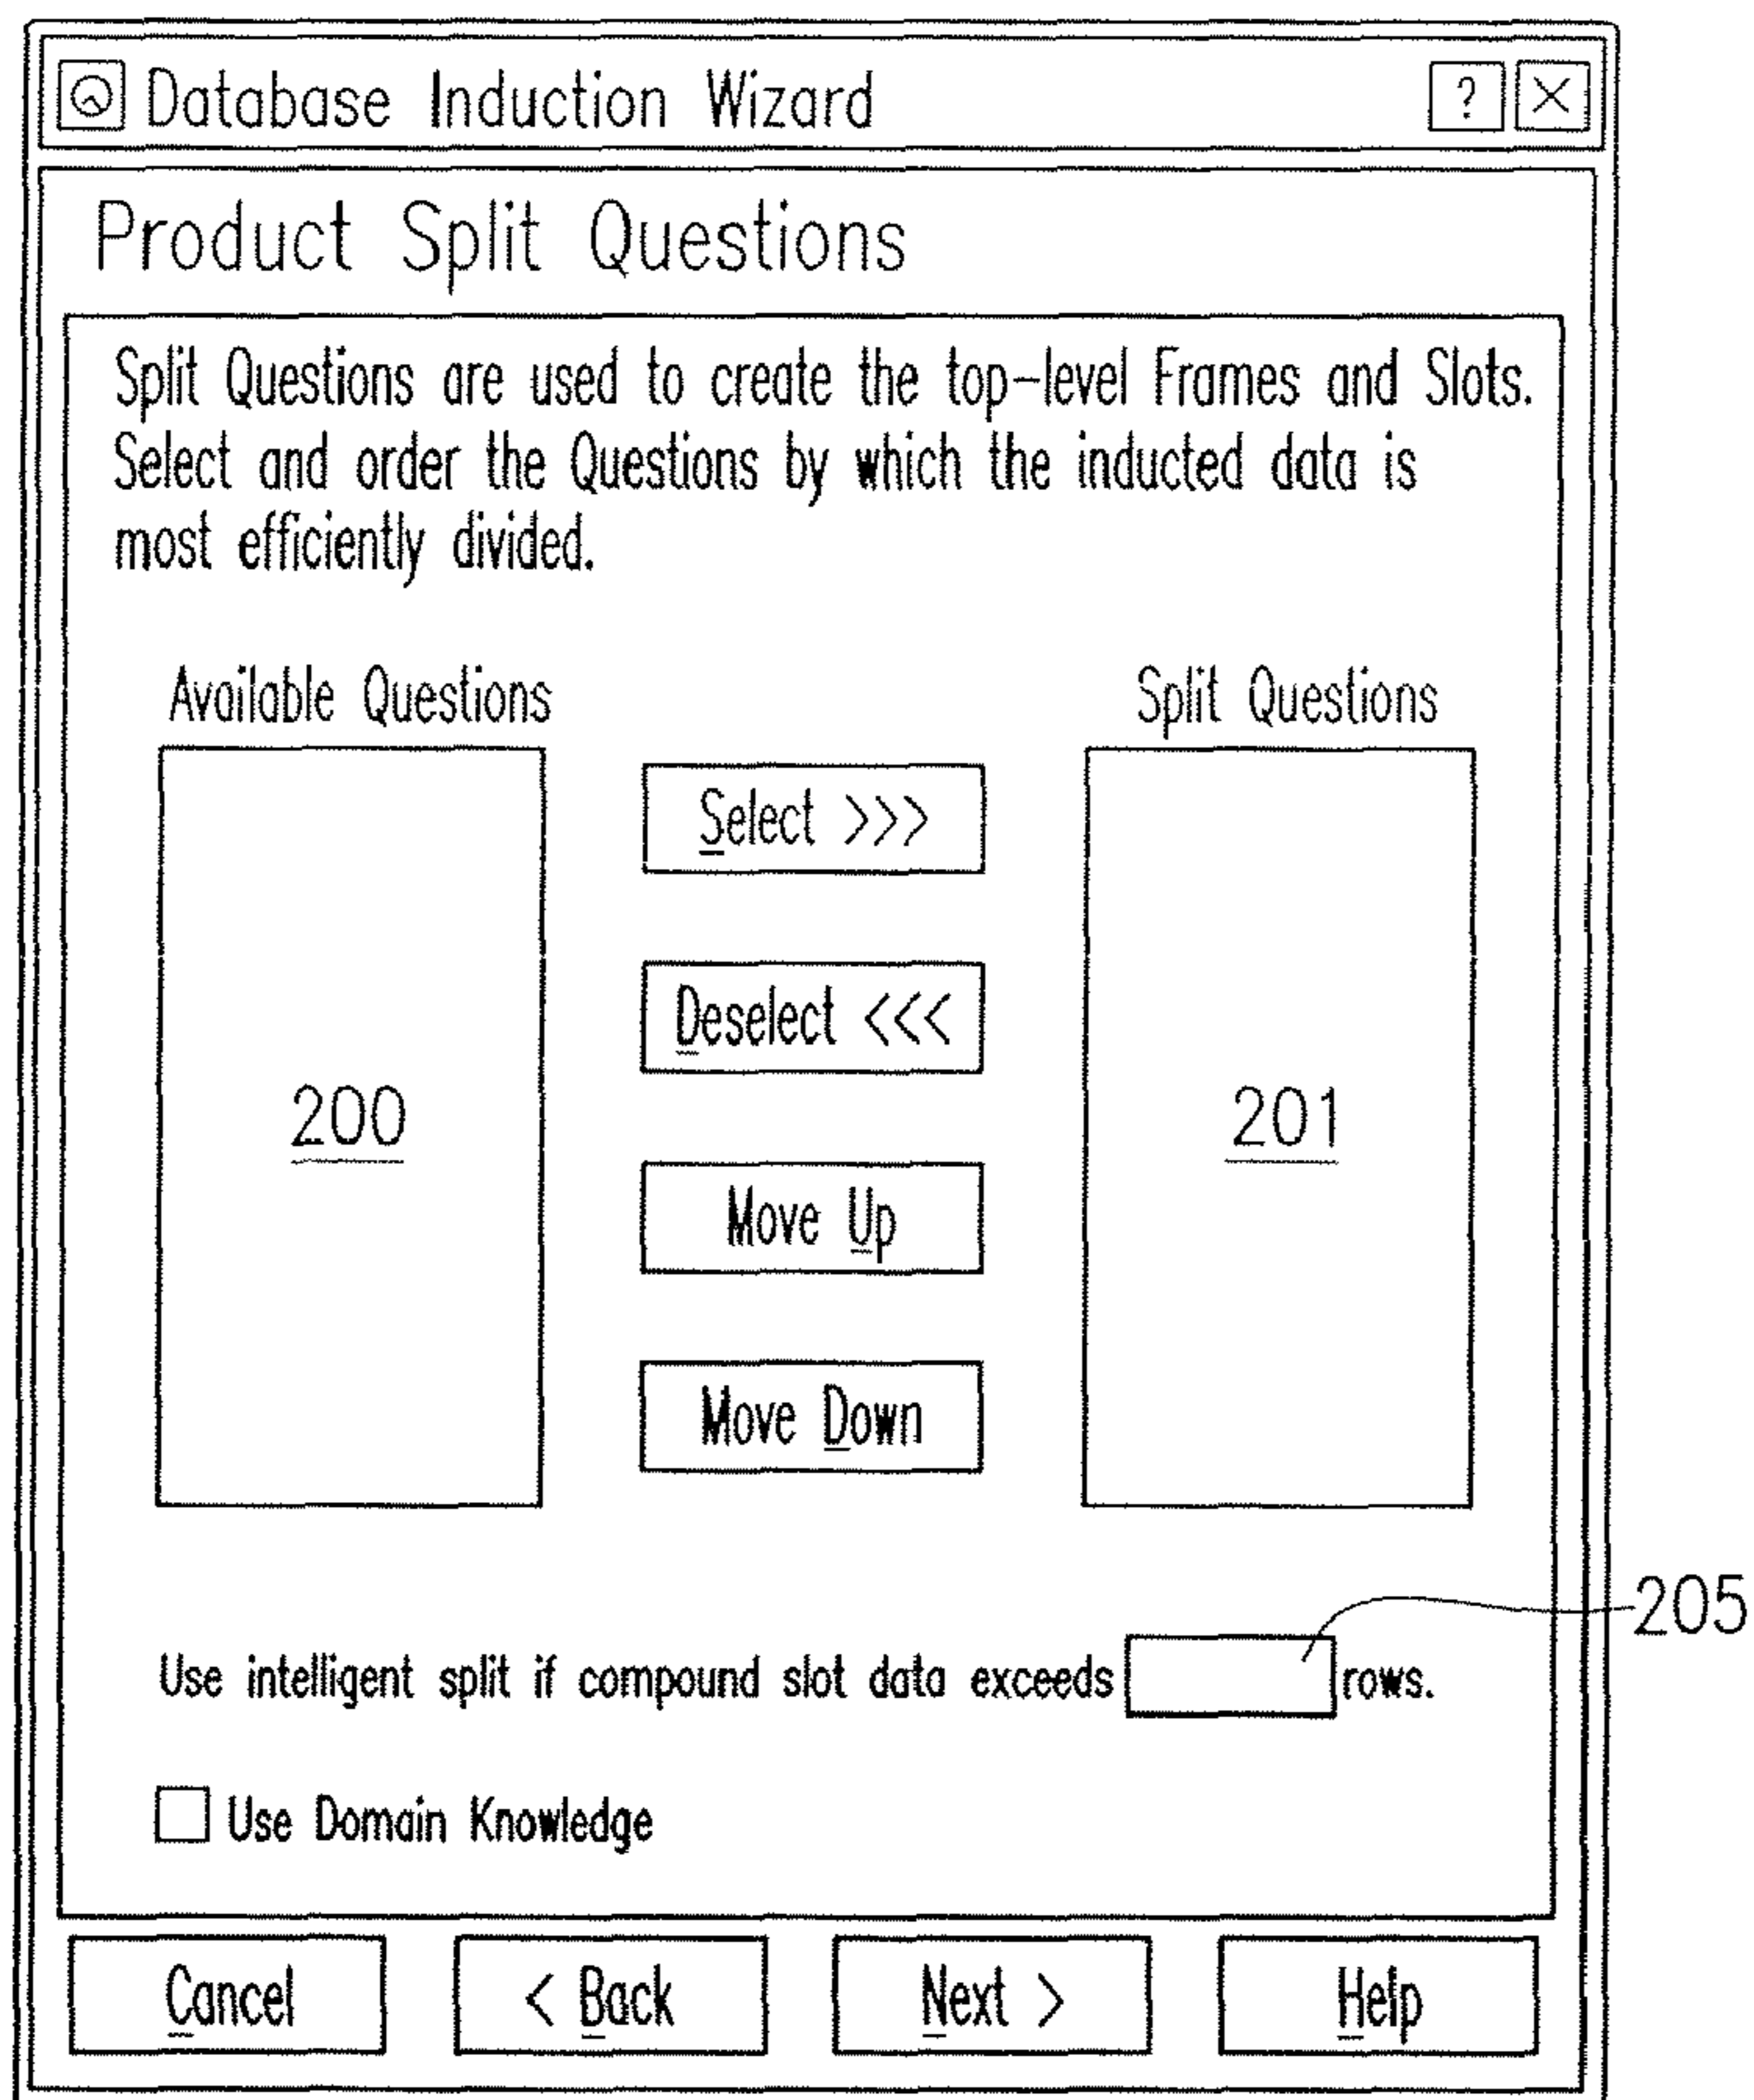 Database Induction Wizard ? X
Product Split Questions
Split Questions are used to create the top-level Frames and Slots.
Select and order the Questions by which the inducted data is
most efficiently divided.
Available Questions
Split Questions
Select >>>
Deselect <<<
200
201
Move Up
Move Down
205
Use intelligent split if compound slot data exceeds rows.
Use Domain Knowledge
Cancel
< Back
Next >
Help